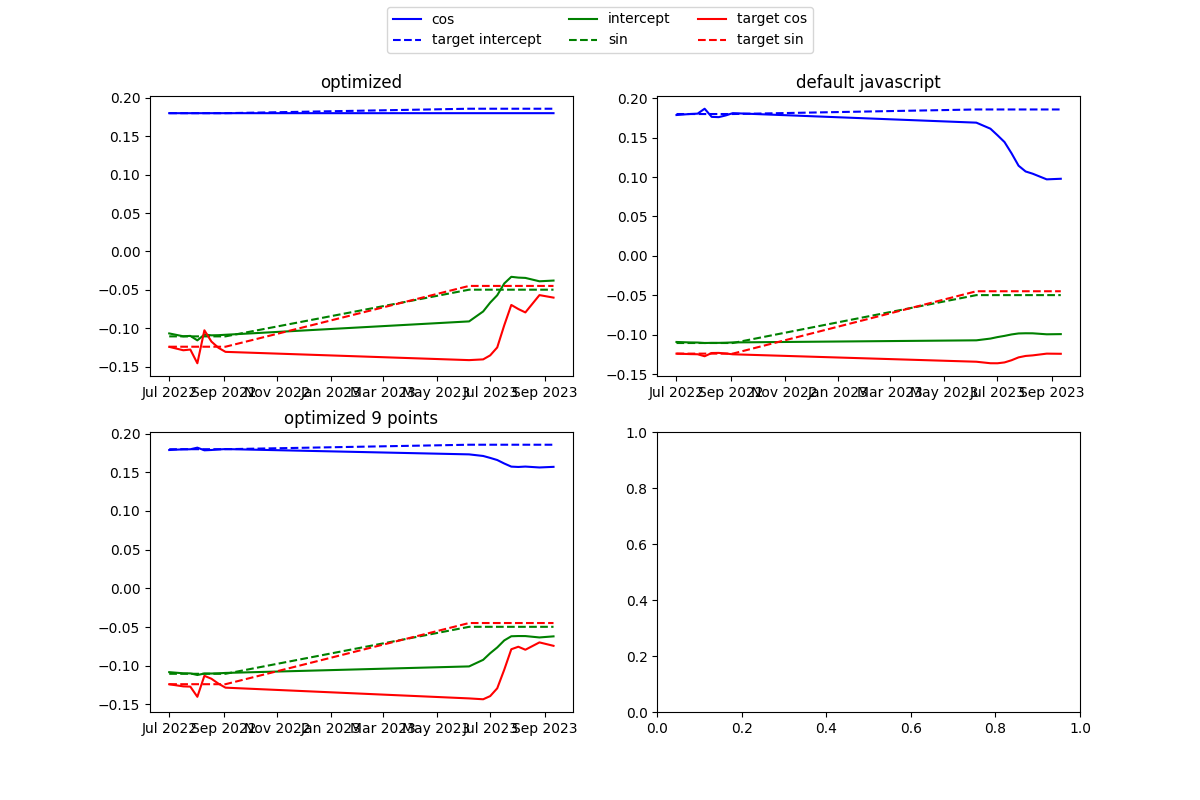 cos intercept target cos
target intercept sin target sin
optimized default javascript
0.20 0.20
0.15 0.15
0.10 0.10
0.05 0.05
0.00 0.00
−0.05 −0.05
−0.10 −0.10
−0.15 −0.15
Jul 2022 Sep 2022 Nov 2022 Jan 2023 Mar 2023 May 2023 Jul 2023 Sep 2023 Jul 2022 Sep 2022 Nov 2022 Jan 2023 Mar 2023 May 2023 Jul 2023 Sep 2023
optimized 9 points
0.20 1.0
0.15 0.8
0.10
0.05 0.6
0.00
−0.05 0.4
−0.10 0.2
−0.15 0.0
Jul 2022 Sep 2022 Nov 2022 Jan 2023 Mar 2023 May 2023 Jul 2023 Sep 2023 0.0 0.2 0.4 0.6 0.8 1.0